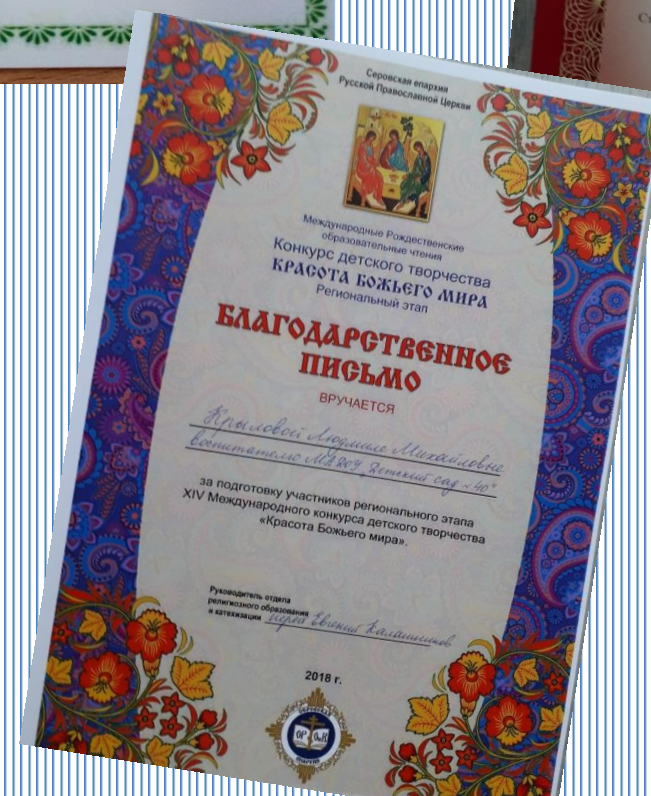 Серовская епархия
Русской Православной Церкви
Международные Рождественские
образовательные чтения
Конкурс детского творчества
КРАСОТА БОЖЬЕГО МИРА
Региональный этап
БЛАГОДАРСТВЕННОЕ
ПИСЬМО
ВРУЧАЕТСЯ
Крыловой Людмиле Михайловне
воспитателю МАДОУ "Детский сад №40"
за подготовку участников регионального этапа
XIV Международного конкурса детского творчества
«Красота Божьего мира».
Руководитель отдела
религиозного образования
и катехизации иерей Евгений Калашников
2018 г.